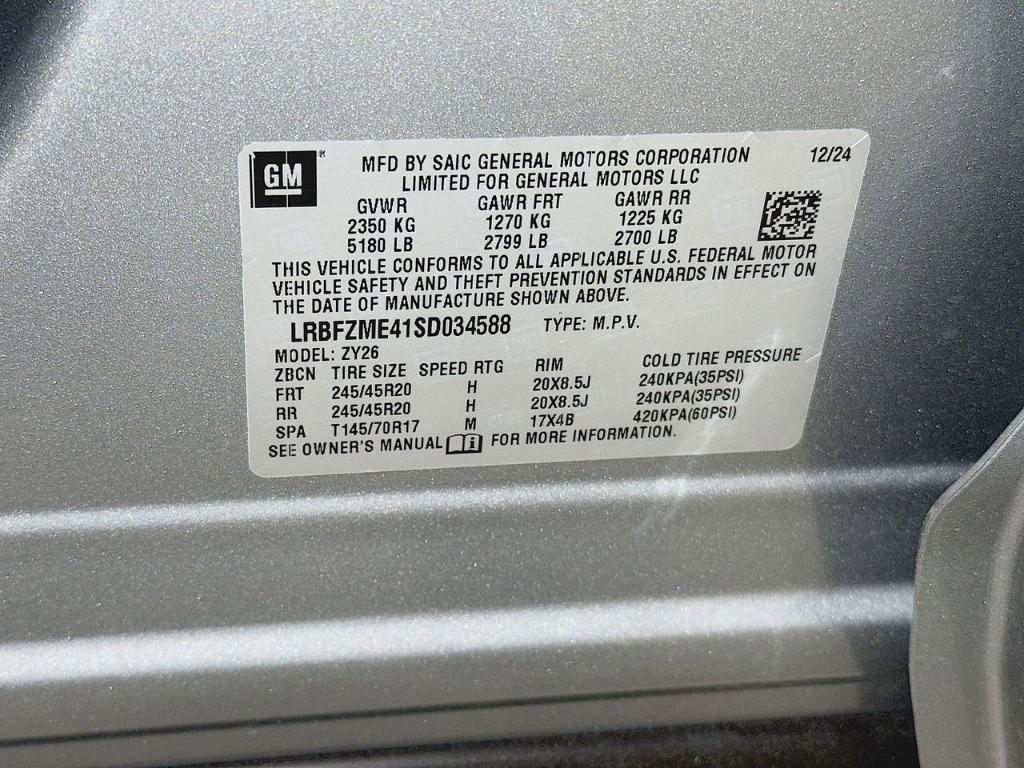 GM ® MFD BY SAIC GENERAL MOTORS CORPORATION 12/24
LIMITED FOR GENERAL MOTORS LLC
GVWR GAWR FRT GAWR RR
2350 KG 1270 KG 1225 KG
5180 LB 2799 LB 2700 LB
THIS VEHICLE CONFORMS TO ALL APPLICABLE U.S. FEDERAL MOTOR
VEHICLE SAFETY AND THEFT PREVENTION STANDARDS IN EFFECT ON
THE DATE OF MANUFACTURE SHOWN ABOVE.
LRBFZME41SD034588 TYPE: M.P.V.
MODEL: ZY26
ZBCN TIRE SIZE SPEED RTG RIM COLD TIRE PRESSURE
FRT 245/45R20 H 20X8.5J 240KPA(35PSI)
RR 245/45R20 H 20X8.5J 240KPA(35PSI)
SPA T145/70R17 M 17X4B 420KPA(60PSI)
SEE OWNER'S MANUAL i FOR MORE INFORMATION.